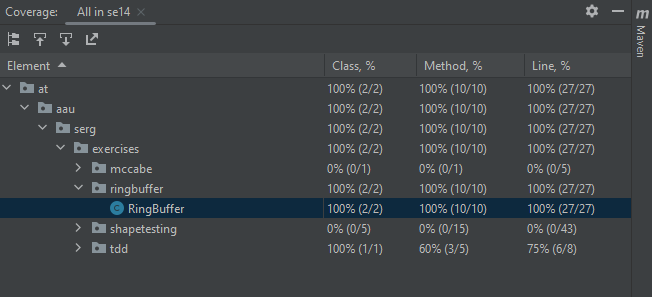 Coverage: All in se14
Maven
Element Class, % Method, % Line, %
at 100% (2/2) 100% (10/10) 100% (27/27)
aau 100% (2/2) 100% (10/10) 100% (27/27)
serg 100% (2/2) 100% (10/10) 100% (27/27)
exercises 100% (2/2) 100% (10/10) 100% (27/27)
mccabe 0% (0/1) 0% (0/1) 0% (0/5)
ringbuffer 100% (2/2) 100% (10/10) 100% (27/27)
C RingBuffer 100% (2/2) 100% (10/10) 100% (27/27)
shapetesting 0% (0/5) 0% (0/15) 0% (0/43)
tdd 100% (1/1) 60% (3/5) 75% (6/8)